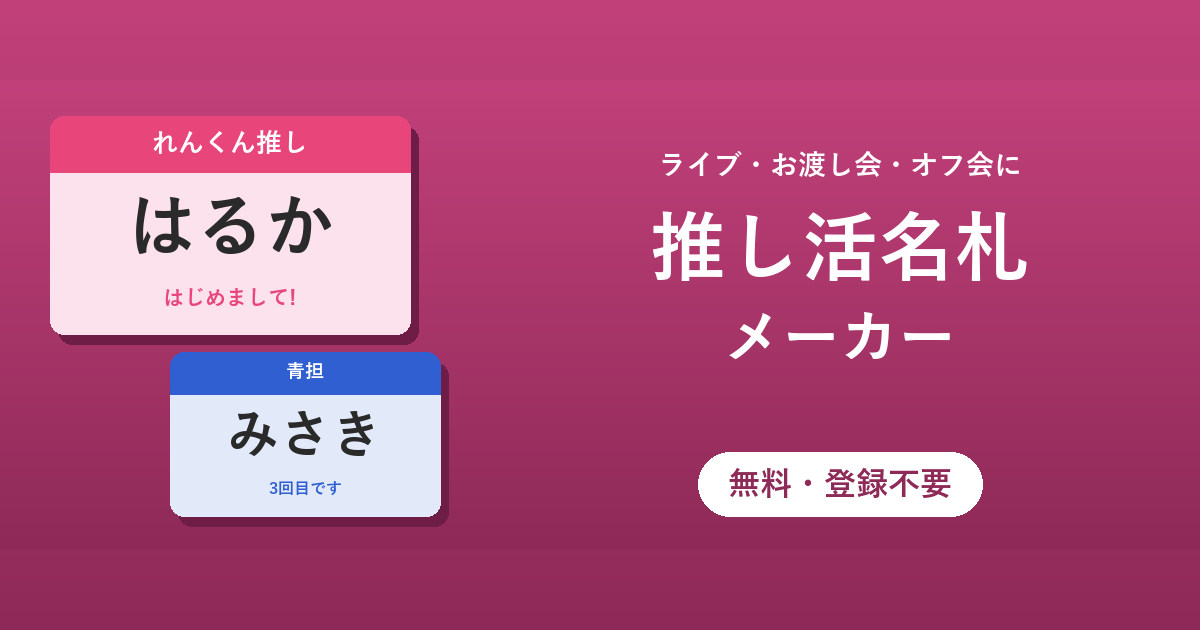 れんくん推し
はるか
はじめまして!
青担
みさき
3回目です
ライブ・お渡し会・オフ会に
推し活名札
メーカー
無料・登録不要